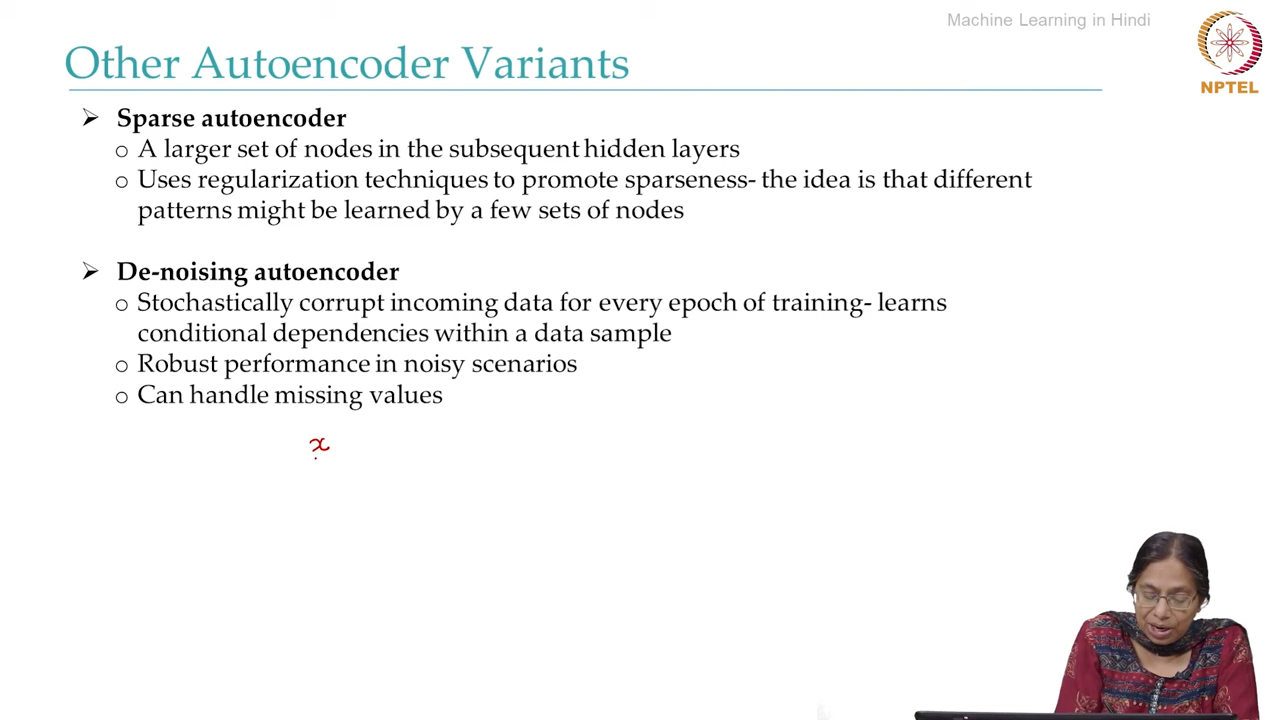 Machine Learning in Hindi
NPTEL
Other Autoencoder Variants
➢ Sparse autoencoder
o A larger set of nodes in the subsequent hidden layers
o Uses regularization techniques to promote sparseness- the idea is that different
patterns might be learned by a few sets of nodes
➢ De-noising autoencoder
o Stochastically corrupt incoming data for every epoch of training- learns
conditional dependencies within a data sample
o Robust performance in noisy scenarios
o Can handle missing values
x